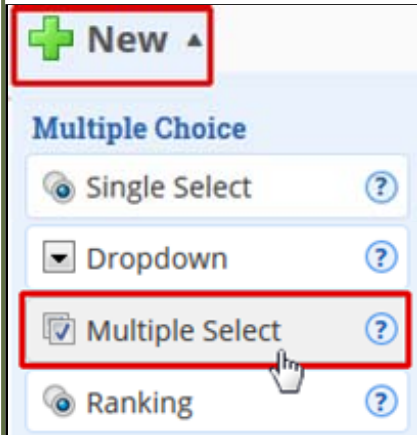 New
Multiple Choice
Single Select ?
Dropdown ?
Multiple Select ?
Ranking ?